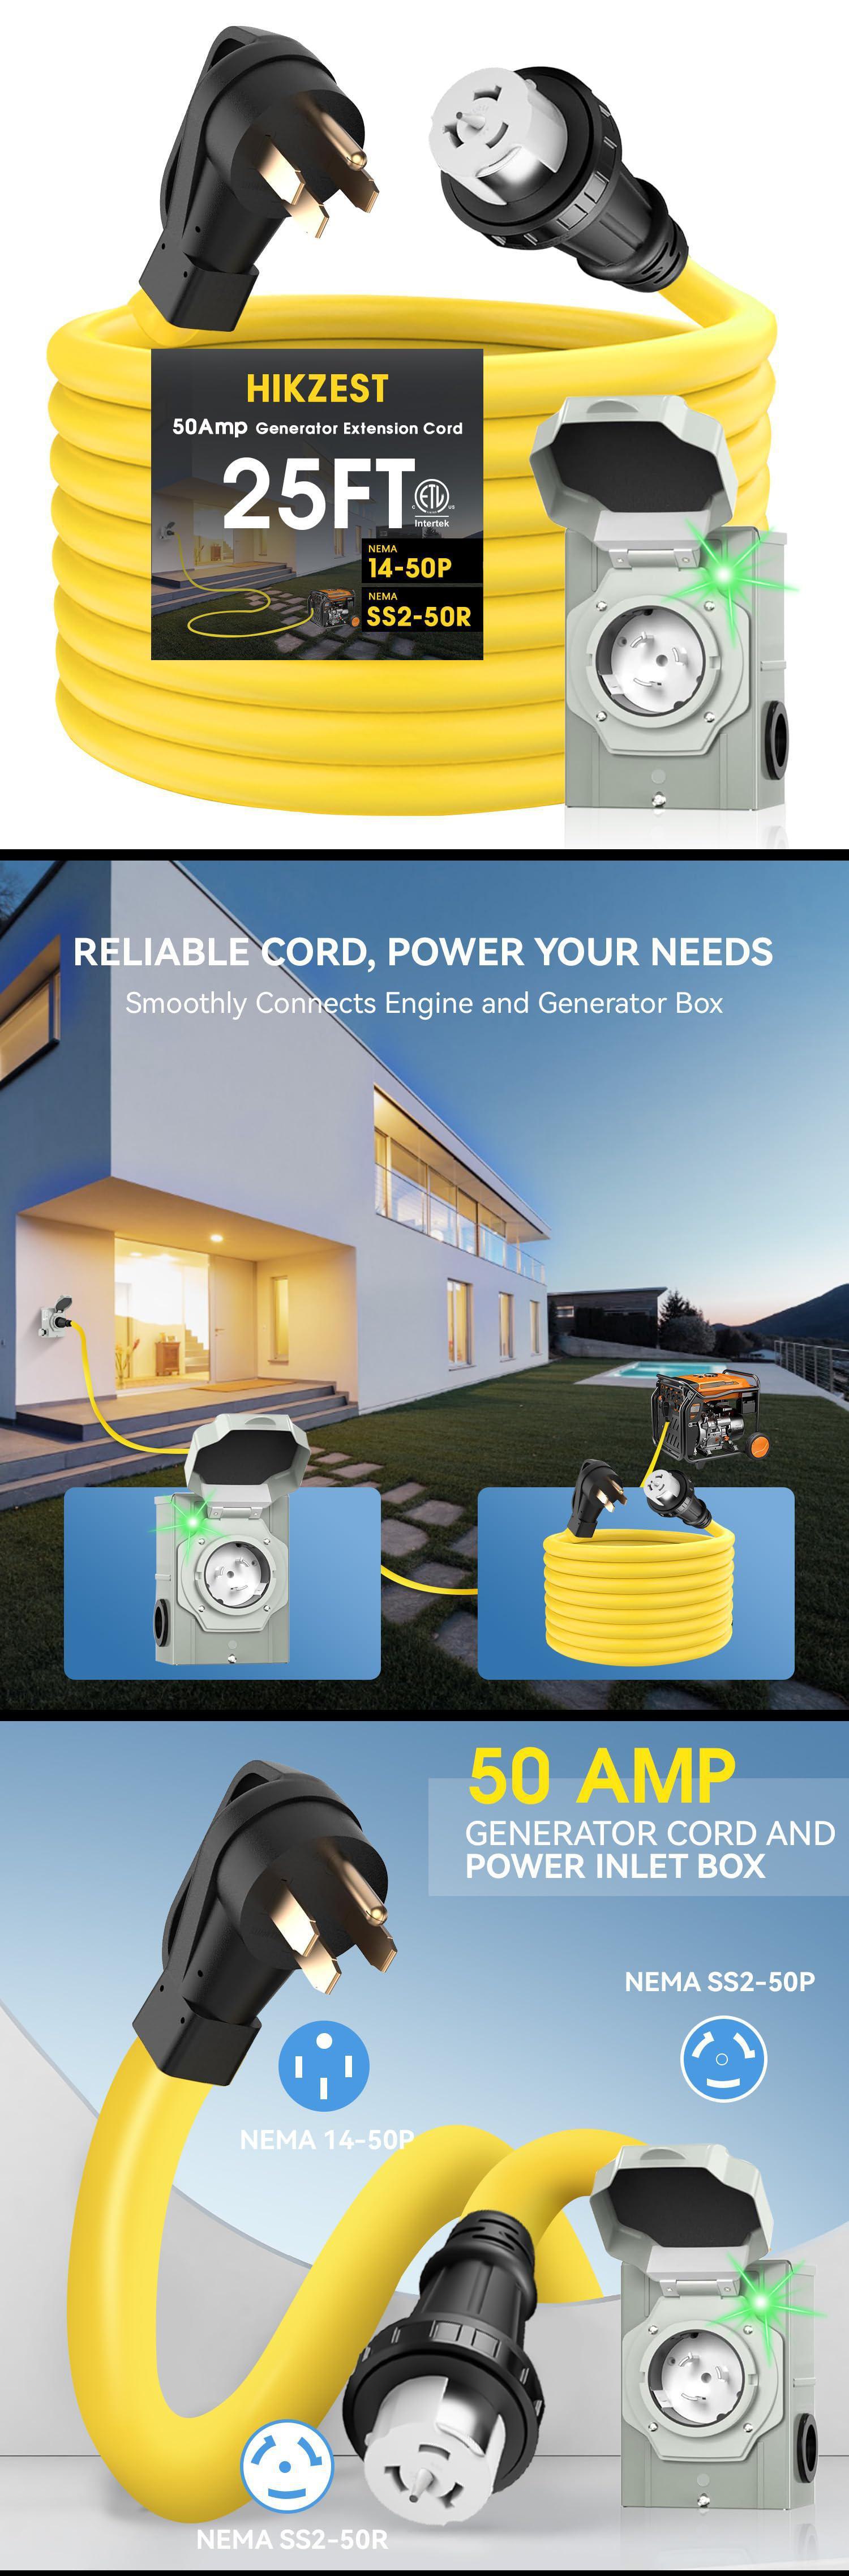 HIKZEST
50Amp Generator Extension Cord
25FT
ETL
C US
Intertek
NEMA
14-50P
NEMA
SS2-50R
RELIABLE CORD, POWER YOUR NEEDS
Smoothly Connects Engine and Generator Box
50 AMP
GENERATOR CORD AND
POWER INLET BOX
NEMA SS2-50P
NEMA 14-50P
NEMA SS2-50R